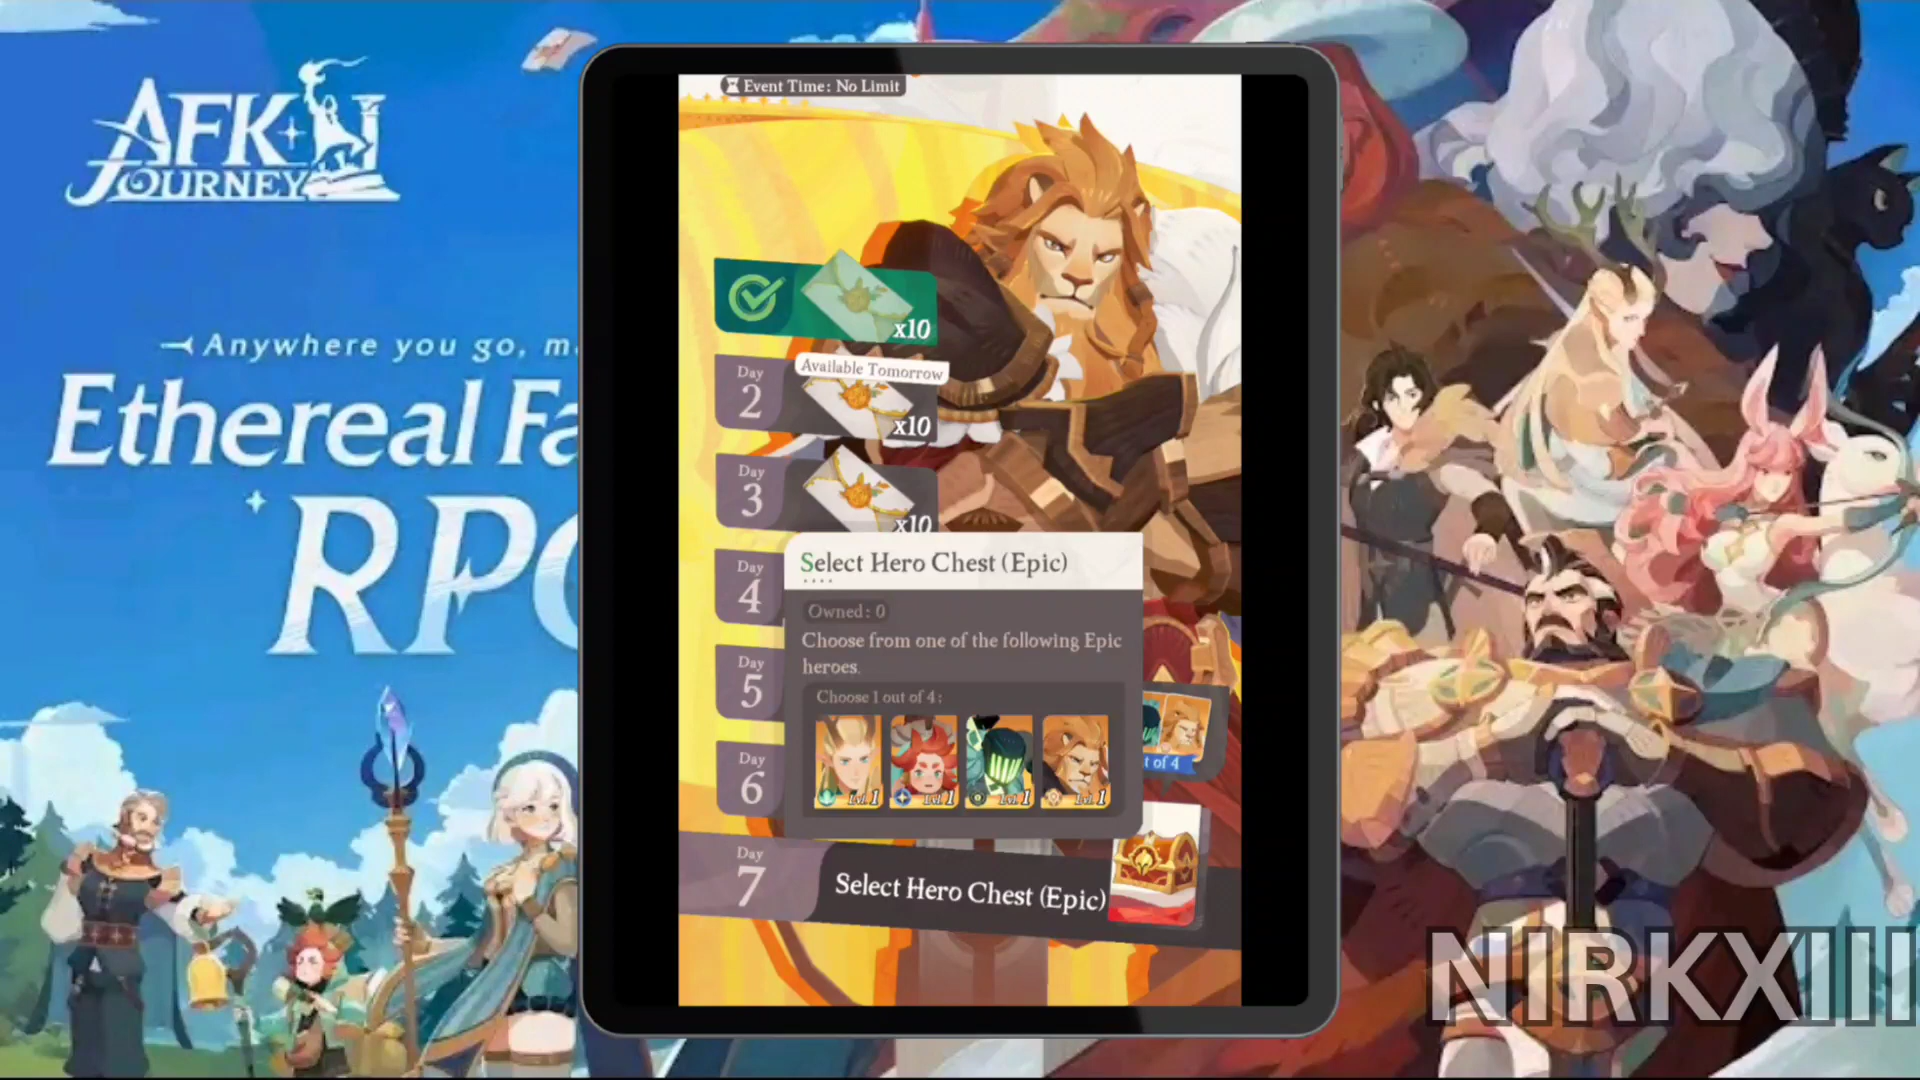 AFK
JOURNEY
Anywhere you go,
Ethereal Fa
RPG
Event Time: No Limit
x10
Available Tomorrow
Day
2
x10
Day
3
x10
Select Hero Chest (Epic)
Day
4
Owned: 0
Choose from one of the following Epic
heroes.
Day
5
Choose 1 out of 4:
t of 4
Day
6
Lvl.1
Lvl.1
Lvl.1
Lvl.1
Day
7
Select Hero Chest (Epic)
NIRKXIII